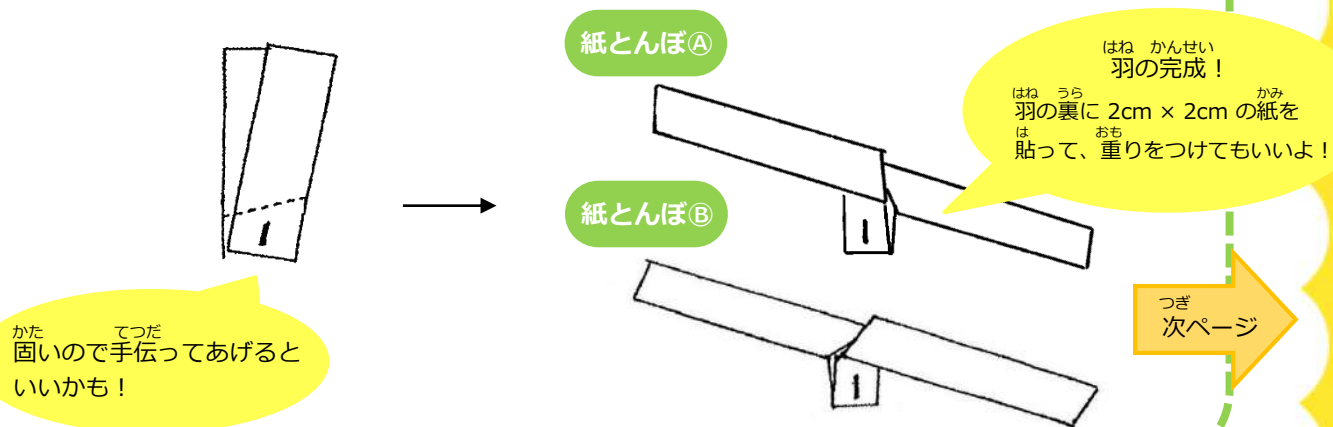 紙とんぼⒶ
はね かんせい
羽の完成！
はね うら かみ
羽の裏に 2cm × 2cm の紙を
は おも
貼って、重りをつけてもいいよ！
1
1
紙とんぼⒷ
1
かた てつだ
固いので手伝ってあげると
いいかも！
つぎ
次ページ